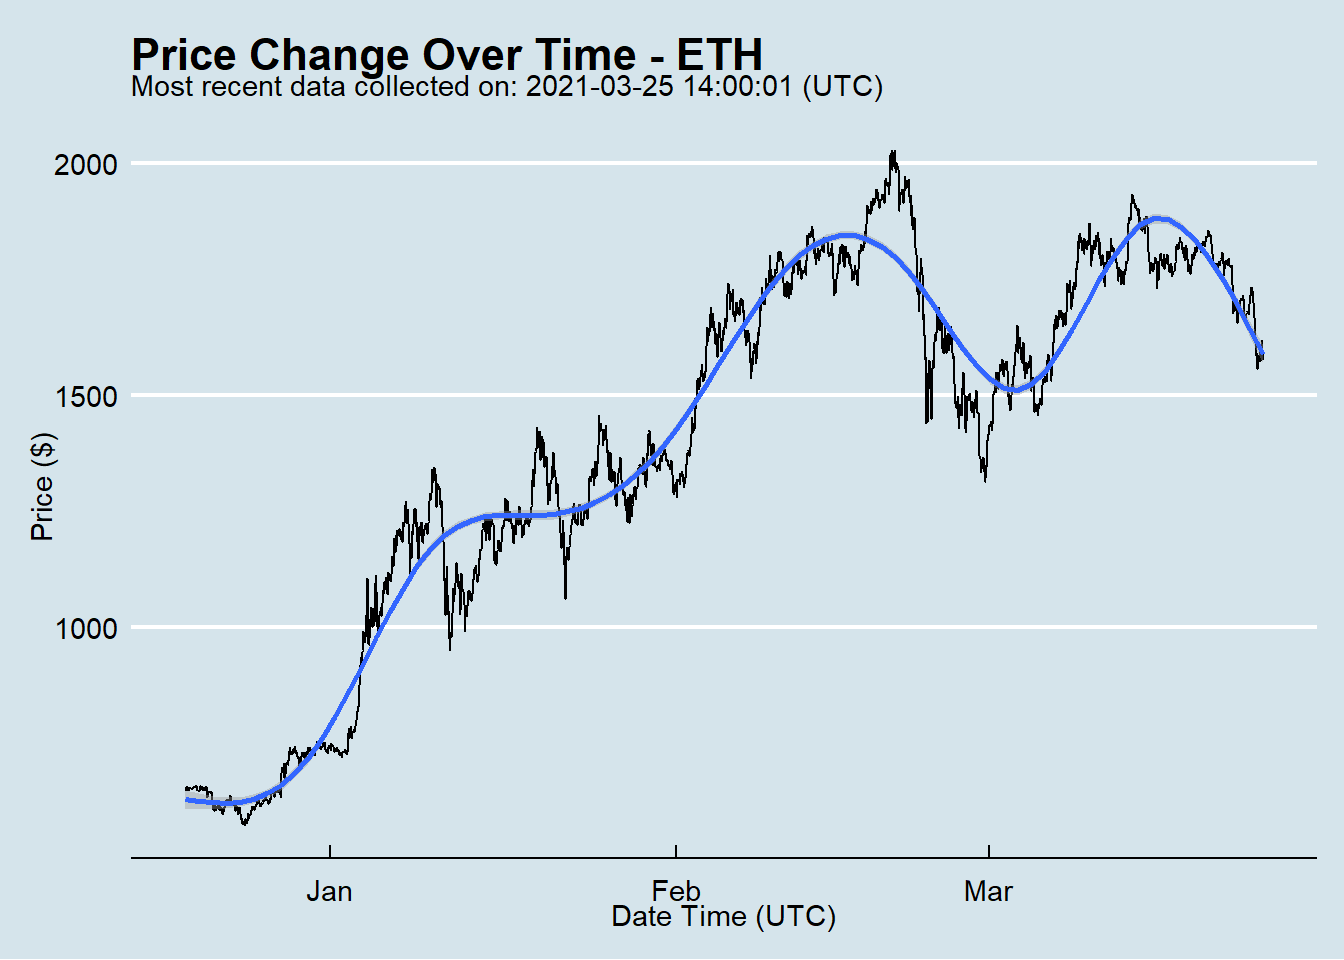 Price Change Over Time - ETH
Most recent data collected on: 2021-03-25 14:00:01 (UTC)
2000
1500
1000
Price ($)
Jan
Feb
Mar
Date Time (UTC)